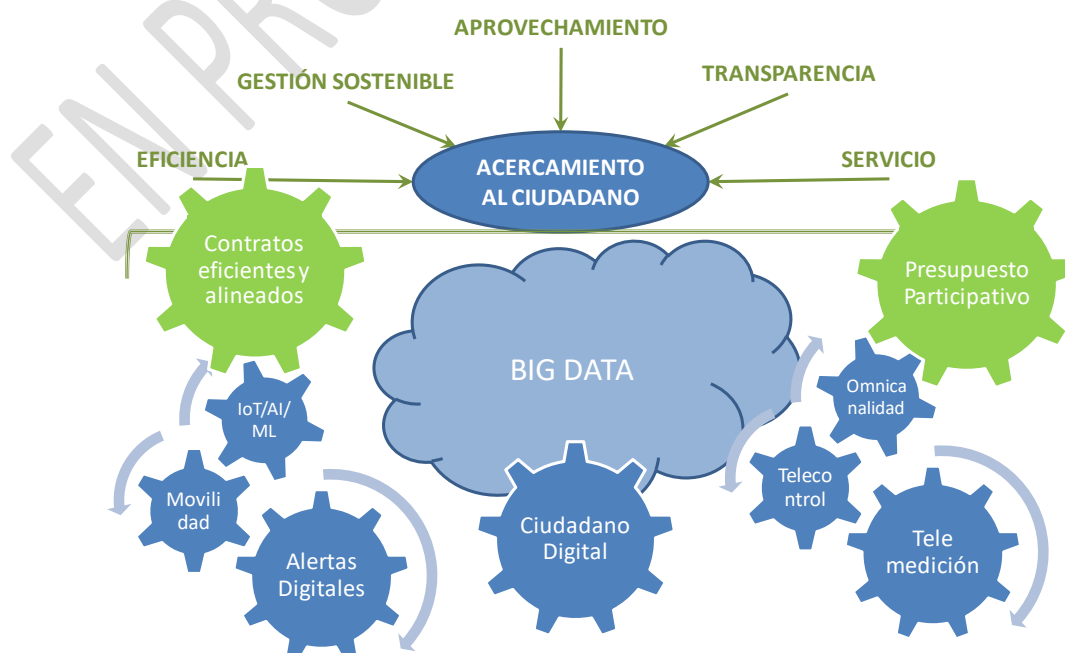 EN PRO
APROVECHAMIENTO
GESTIÓN SOSTENIBLE
TRANSPARENCIA
EFICIENCIA
ACERCAMIENTO
AL CIUDADANO
SERVICIO
Contratos
eficientes y
alineados
Presupuesto
Participativo
BIG DATA
IoT/AI/
ML
Omnica
nalidad
Movili
dad
Teleco
ntrol
Ciudadano
Digital
Alertas
Digitales
Tele
medición